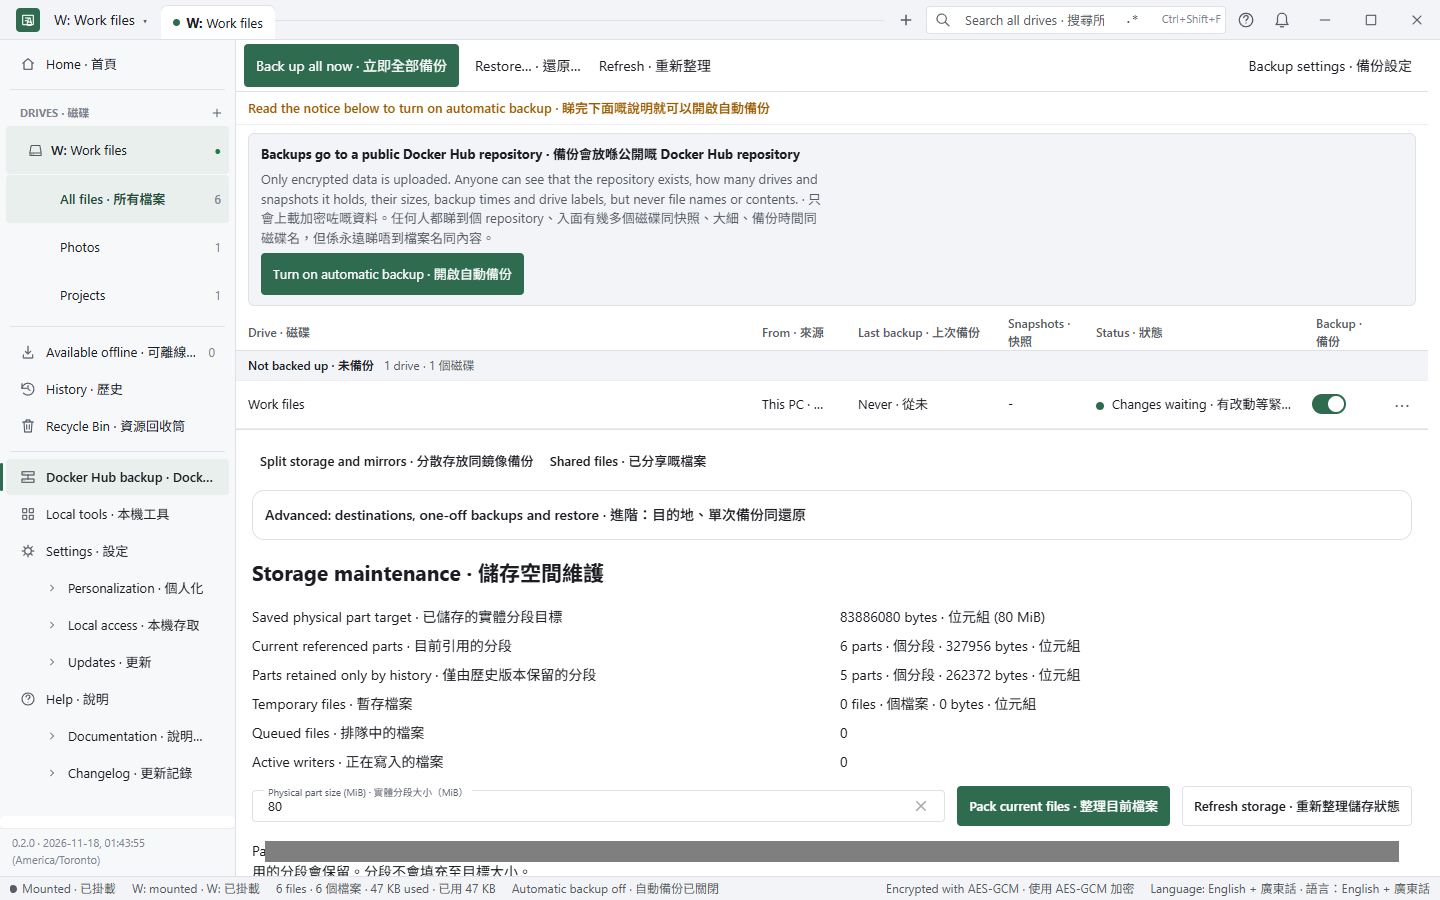 W: Work files
W: Work files
Search all drives · 搜尋所
.*
Ctrl+Shift+F
Home · 首頁
DRIVES · 磁碟
W: Work files
All files · 所有檔案 6
Photos 1
Projects 1
Available offline · 可離線... 0
History · 歷史
Recycle Bin · 資源回收筒
Docker Hub backup · Dock...
Local tools · 本機工具
Settings · 設定
Personalization · 個人化
Local access · 本機存取
Updates · 更新
Help · 說明
Documentation · 說明...
Changelog · 更新記錄
0.2.0 · 2026-11-18, 01:43:55
(America/Toronto)
Back up all now · 立即全部備份
Restore... · 還原...
Refresh · 重新整理
Backup settings · 備份設定
Read the notice below to turn on automatic backup · 睇完下面嘅說明就可以開啟自動備份
Backups go to a public Docker Hub repository · 備份會放喺公開嘅 Docker Hub repository
Only encrypted data is uploaded. Anyone can see that the repository exists, how many drives and
snapshots it holds, their sizes, backup times and drive labels, but never file names or contents. · 只
會上載加密咗嘅資料。任何人都睇到個 repository、入面有幾多個磁碟同快照、大細、備份時間同
磁碟名，但係永遠睇唔到檔案名同內容。
Turn on automatic backup · 開啟自動備份
Drive · 磁碟
From · 來源
Last backup · 上次備份
Snapshots ·
快照
Status · 狀態
Backup ·
備份
Not backed up · 未備份 1 drive · 1 個磁碟
Work files
This PC · ...
Never · 從未
-
Changes waiting · 有改動等緊...
Split storage and mirrors · 分散存放同鏡像備份
Shared files · 已分享嘅檔案
Advanced: destinations, one-off backups and restore · 進階：目的地、單次備份同還原
Storage maintenance · 儲存空間維護
Saved physical part target · 已儲存的實體分段目標 83886080 bytes · 位元組 (80 MiB)
Current referenced parts · 目前引用的分段 6 parts · 個分段 · 327956 bytes · 位元組
Parts retained only by history · 僅由歷史版本保留的分段 5 parts · 個分段 · 262372 bytes · 位元組
Temporary files · 暫存檔案 0 files · 個檔案 · 0 bytes · 位元組
Queued files · 排隊中的檔案 0
Active writers · 正在寫入的檔案 0
Physical part size (MiB) · 實體分段大小（MiB）
80
Pack current files · 整理目前檔案
Refresh storage · 重新整理儲存狀態
Pa
用的分段會保留。分段不會填充至目標大小。
Mounted · 已掛載
W: mounted · W: 已掛載
6 files · 6 個檔案 · 47 KB used · 已用 47 KB
Automatic backup off · 自動備份已關閉
Encrypted with AES-GCM · 使用 AES-GCM 加密
Language: English + 廣東話 · 語言：English + 廣東話